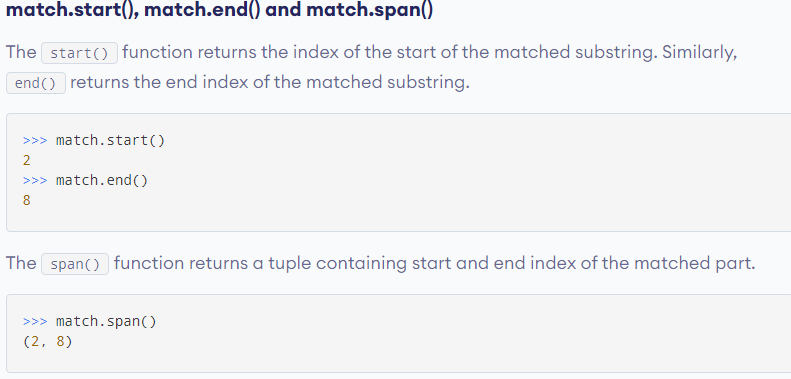 match.start(), match.end() and match.span()
The start() function returns the index of the start of the matched substring. Similarly,
end() returns the end index of the matched substring.
>>> match.start()
2
>>> match.end()
8
The span() function returns a tuple containing start and end index of the matched part.
>>> match.span()
(2, 8)